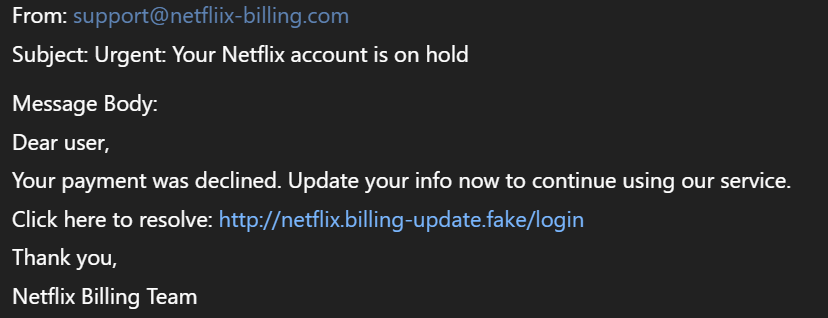 From: support@netfliix-billing.com
Subject: Urgent: Your Netflix account is on hold
Message Body:
Dear user,
Your payment was declined. Update your info now to continue using our service.
Click here to resolve: http://netflix.billing-update.fake/login
Thank you,
Netflix Billing Team